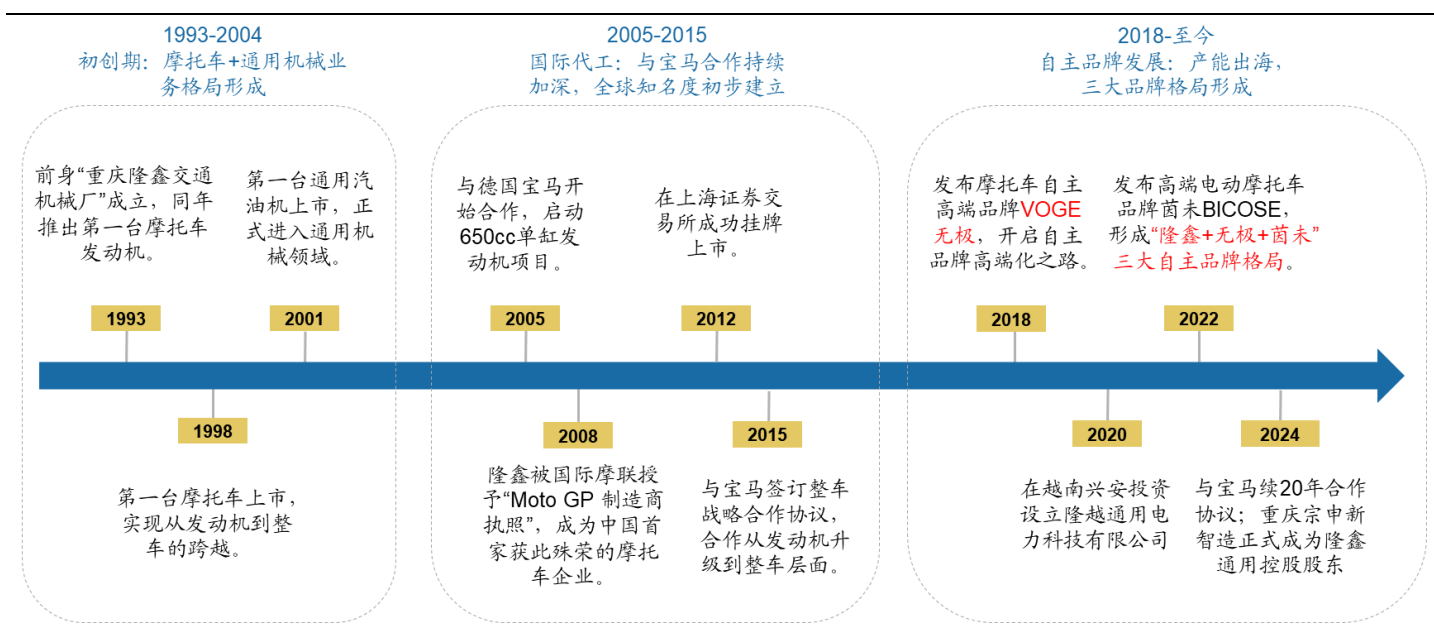 1993-2004
初创期：摩托车+通用机械业
务格局形成
前身“重庆隆鑫交通
机械厂”成立，同年
推出第一台摩托车
发动机。
第一台通用汽
油机上市，正
式进入通用机
械领域。
1993
2001
1998
第一台摩托车上市，
实现从发动机到整
车的跨越。
2005-2015
国际代工：与宝马合作持续
加深，全球知名度初步建立
与德国宝马开
始合作，启动
650cc单缸发
动机项目。
在上海证券交
易所成功挂牌
上市。
2005
2012
2008
2015
隆鑫被国际摩联授
予“Moto GP 制造商
执照”，成为中国首
家获此殊荣的摩托
车企业。
与宝马签订整车
战略合作协议，
合作从发动机升
级到整车层面。
2018-至今
自主品牌发展：产能出海，
三大品牌格局形成
发布摩托车自主
高端品牌VOGE
无极，开启自主
品牌高端化之路。
发布高端电动摩托车
品牌茵未BICOSE，
形成“隆鑫+无极+茵未”
三大自主品牌格局。
2018
2022
2020
2024
在越南兴安投资
设立隆越通用电
力科技有限公司
与宝马续20年合作
协议；重庆宗申新
智造正式成为隆鑫
通用控股股东